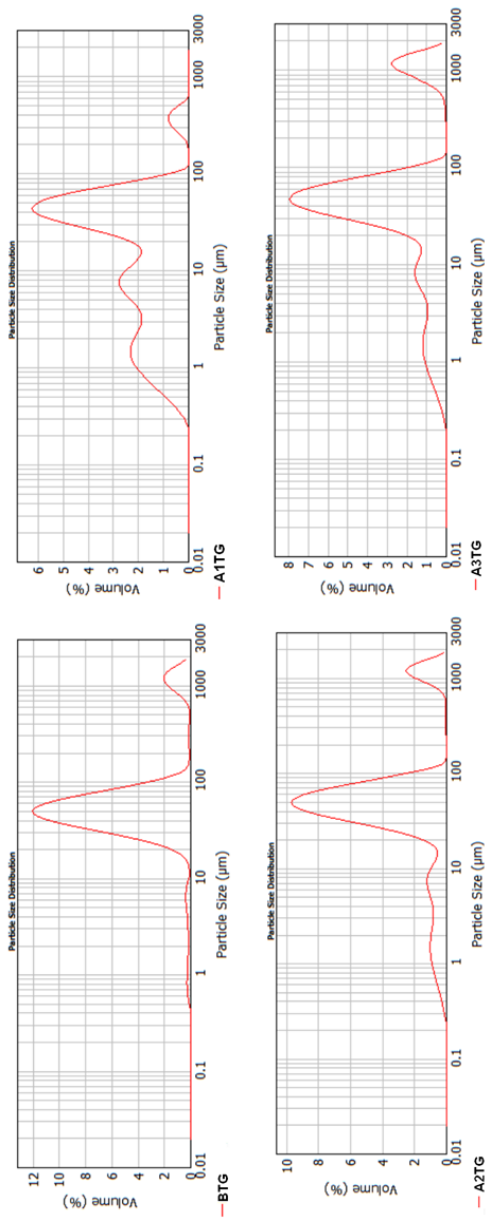 Particle Size Distribution
Volume (%)
12
10
8
6
4
2
0
0.01 0.1 1 10 100 1000 3000
Particle Size (µm)
BTG
Particle Size Distribution
Volume (%)
6
5
4
3
2
1
0
0.01 0.1 1 10 100 1000 3000
Particle Size (µm)
A1TG
Particle Size Distribution
Volume (%)
10
8
6
4
2
0
0.01 0.1 1 10 100 1000 3000
Particle Size (µm)
A2TG
Particle Size Distribution
Volume (%)
8
7
6
5
4
3
2
1
0
0.01 0.1 1 10 100 1000 3000
Particle Size (µm)
A3TG